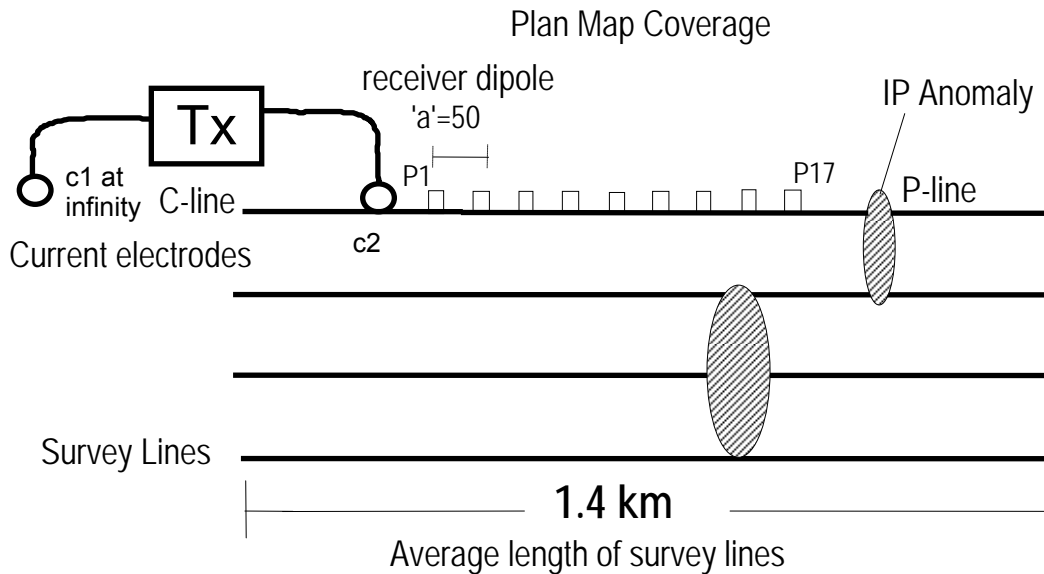 Plan Map Coverage
receiver dipole
'a'=50
IP Anomaly
Tx
c1 at
infinity
P1
P17
C-line
P-line
c2
Current electrodes
Survey Lines
1.4 km
Average length of survey lines